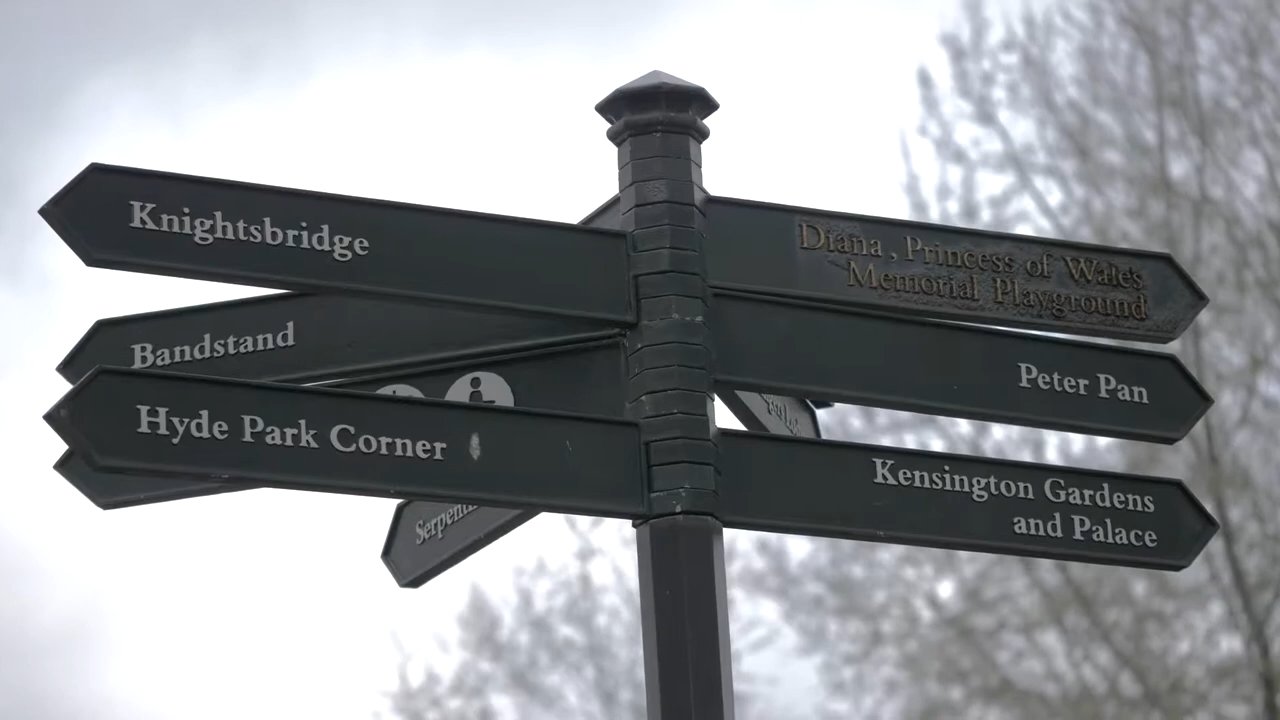 Knightsbridge
Bandstand
Hyde Park Corner
Diana, Princess of Wales
Memorial Playground
Peter Pan
Kensington Gardens
and Palace